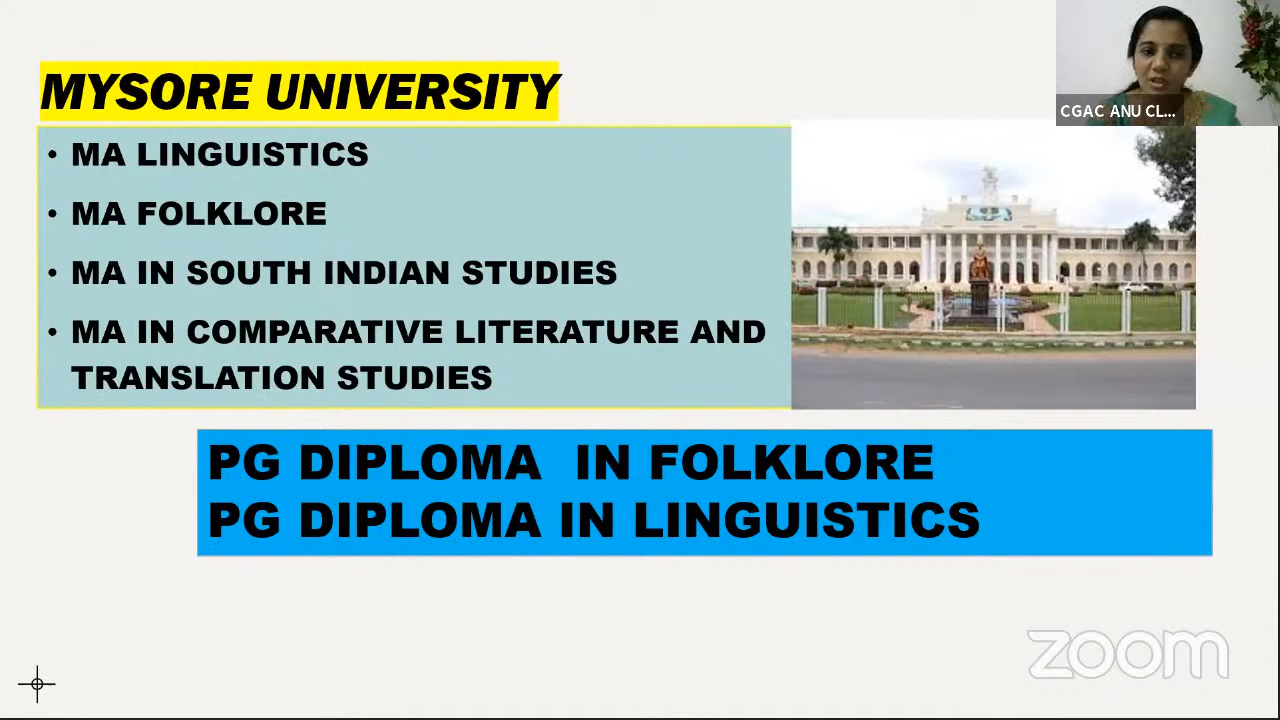 MYSORE UNIVERSITY
CGAC ANU CL...
• MA LINGUISTICS
• MA FOLKLORE
• MA IN SOUTH INDIAN STUDIES
• MA IN COMPARATIVE LITERATURE AND
TRANSLATION STUDIES
PG DIPLOMA IN FOLKLORE
PG DIPLOMA IN LINGUISTICS
zoom